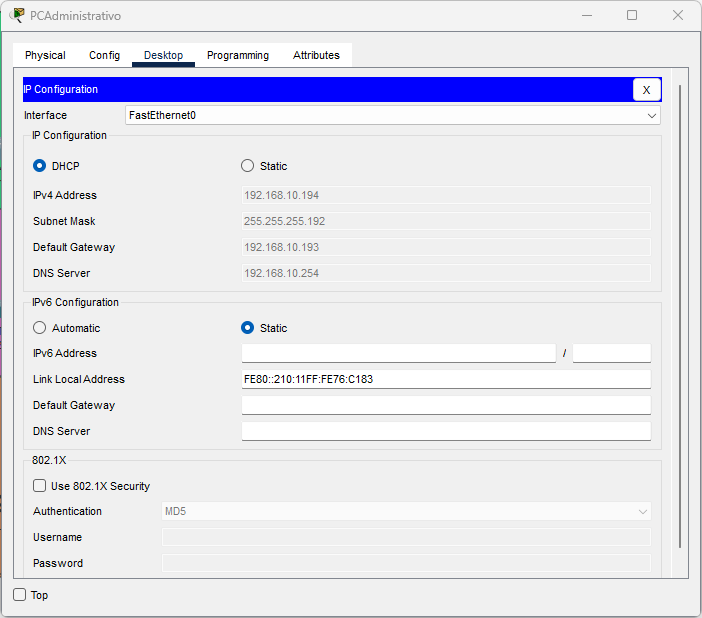 PCAdministrativo
Physical Config Desktop Programming Attributes
IP Configuration X
Interface FastEthernet0
IP Configuration
DHCP Static
IPv4 Address 192.168.10.194
Subnet Mask 255.255.255.192
Default Gateway 192.168.10.193
DNS Server 192.168.10.254
IPv6 Configuration
Automatic Static
IPv6 Address /
Link Local Address FE80::210:11FF:FE76:C183
Default Gateway
DNS Server
802.1X
Use 802.1X Security
Authentication MD5
Username
Password
Top